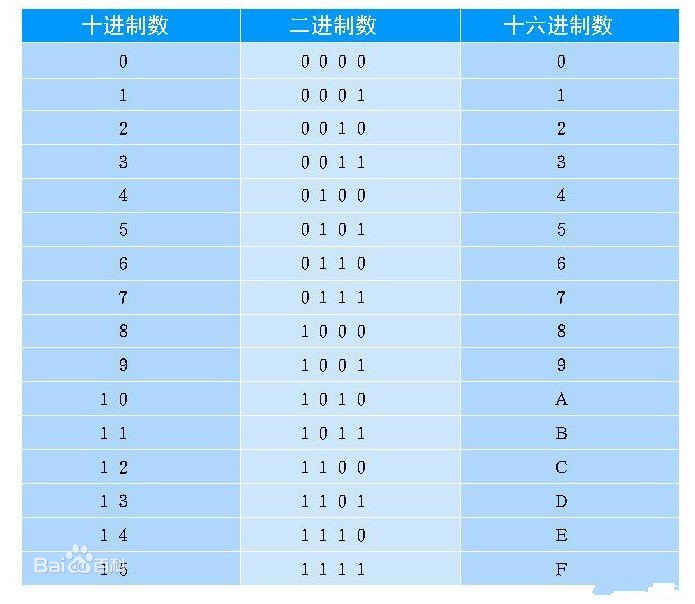 十进制数 二进制数 十六进制数
0 0 0 0 0 0
1 0 0 0 1 1
2 0 0 1 0 2
3 0 0 1 1 3
4 0 1 0 0 4
5 0 1 0 1 5
6 0 1 1 0 6
7 0 1 1 1 7
8 1 0 0 0 8
9 1 0 0 1 9
1 0 1 0 1 0 A
1 1 1 0 1 1 B
1 2 1 1 0 0 C
1 3 1 1 0 1 D
1 4 1 1 1 0 E
1 5 1 1 1 1 F
Bai百科